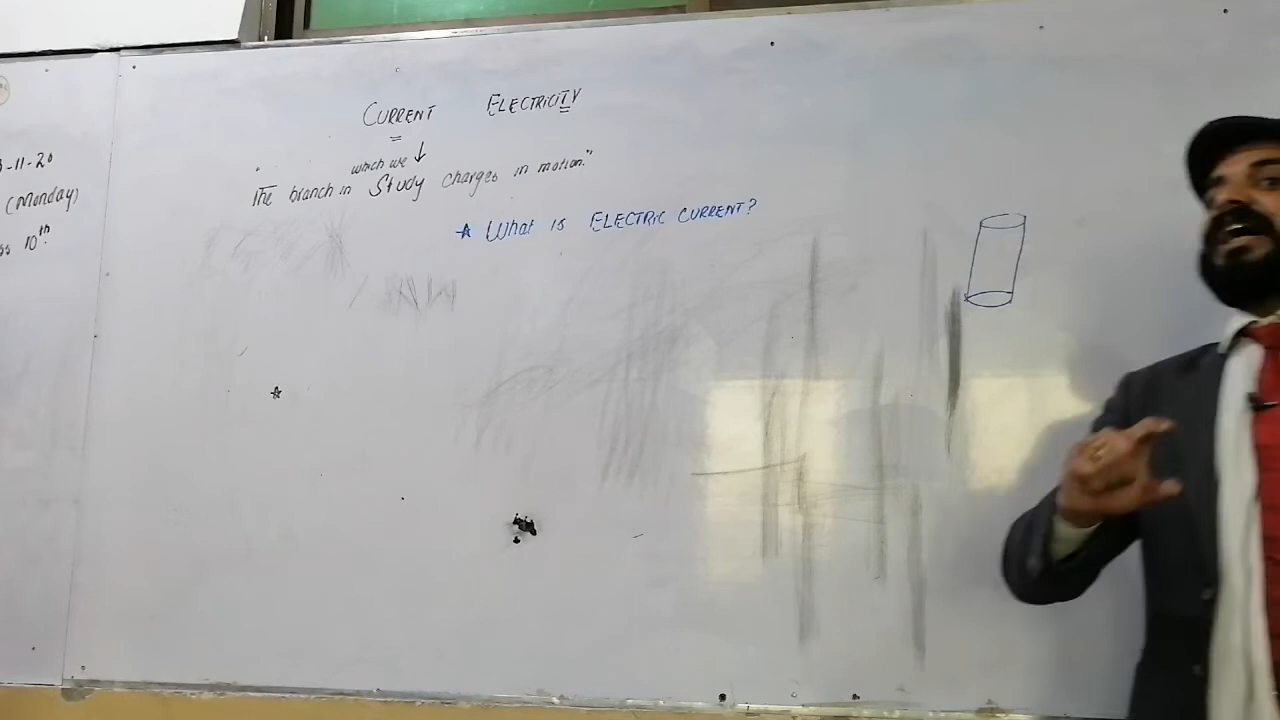 -11-20
(Monday)
10th
CURRENT ELECTRICITY
which we ↓
"The branch in Study charges in motion."
☆ What is ELECTRIC CURRENT?